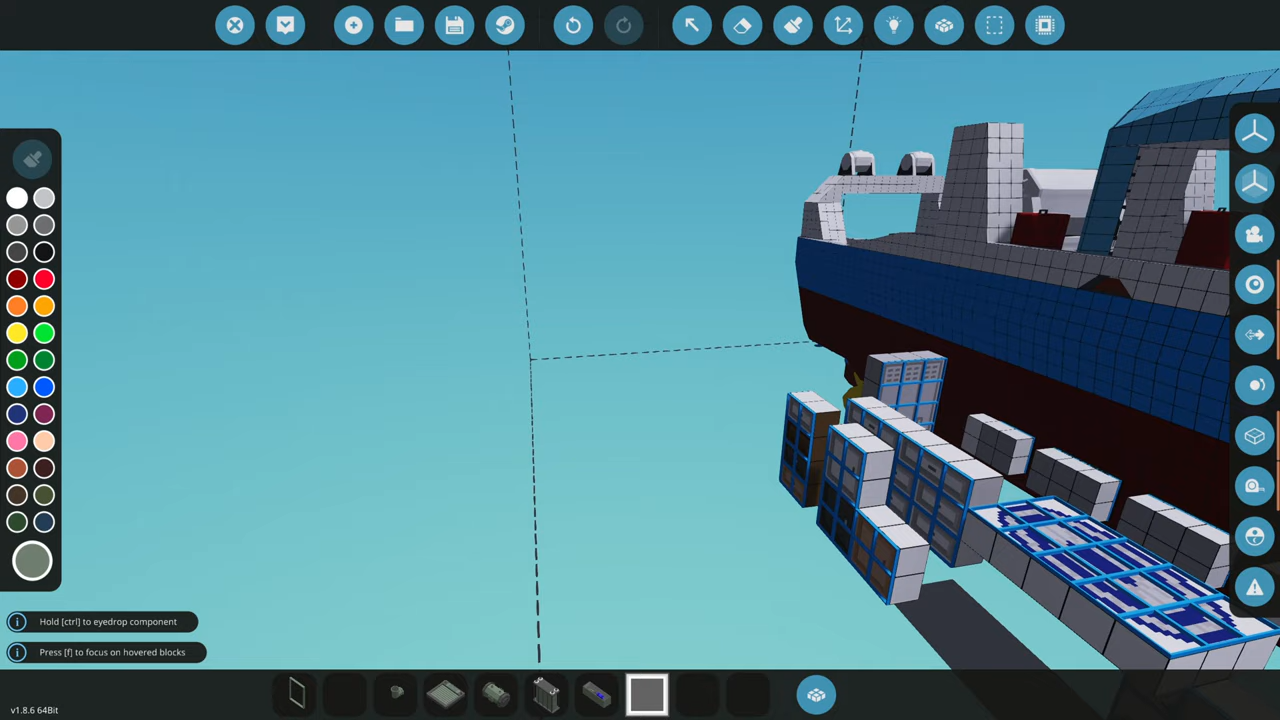 Hold [ctrl] to eyedrop component
Press [f] to focus on hovered blocks
v1.8.6 64Bit